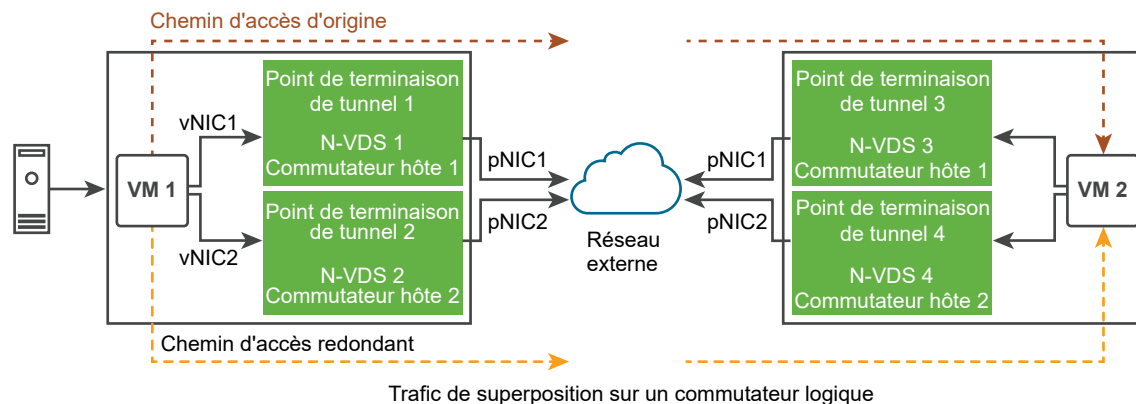 Chemin d'accès d'origine
Point de terminaison
de tunnel 1
N-VDS 1
Commutateur hôte 1
vNIC1
VM 1
vNIC2
Point de terminaison
de tunnel 2
N-VDS 2
Commutateur hôte 2
pNIC1
pNIC2
Réseau
externe
pNIC1
pNIC2
Point de terminaison
de tunnel 3
N-VDS 3
Commutateur hôte 1
Point de terminaison
de tunnel 4
N-VDS 4
Commutateur hôte 2
VM 2
Chemin d'accès redondant
Trafic de superposition sur un commutateur logique